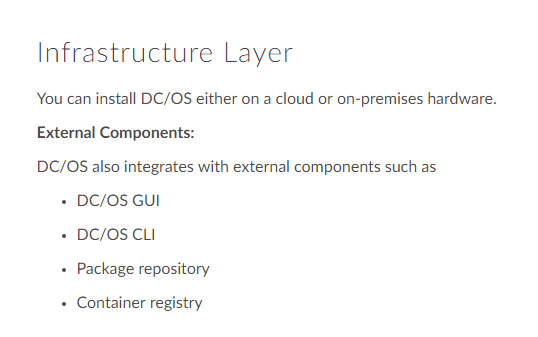 Infrastructure Layer
You can install DC/OS either on a cloud or on-premises hardware.
External Components:
DC/OS also integrates with external components such as
• DC/OS GUI
• DC/OS CLI
• Package repository
• Container registry